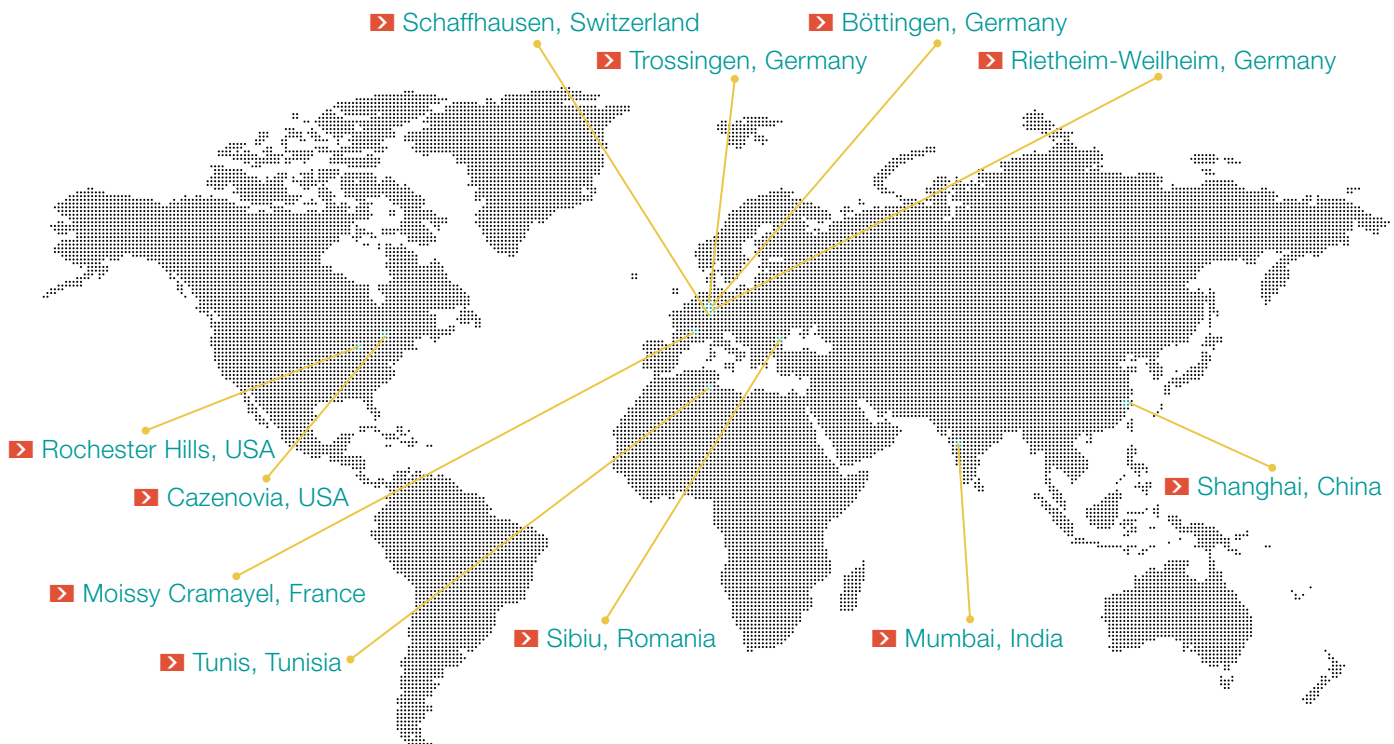 Schaffhausen, Switzerland
Böttingen, Germany
Trossingen, Germany
Rietheim-Weilheim, Germany
Rochester Hills, USA
Cazenovia, USA
Shanghai, China
Moissy Cramayel, France
Sibiu, Romania
Mumbai, India
Tunis, Tunisia